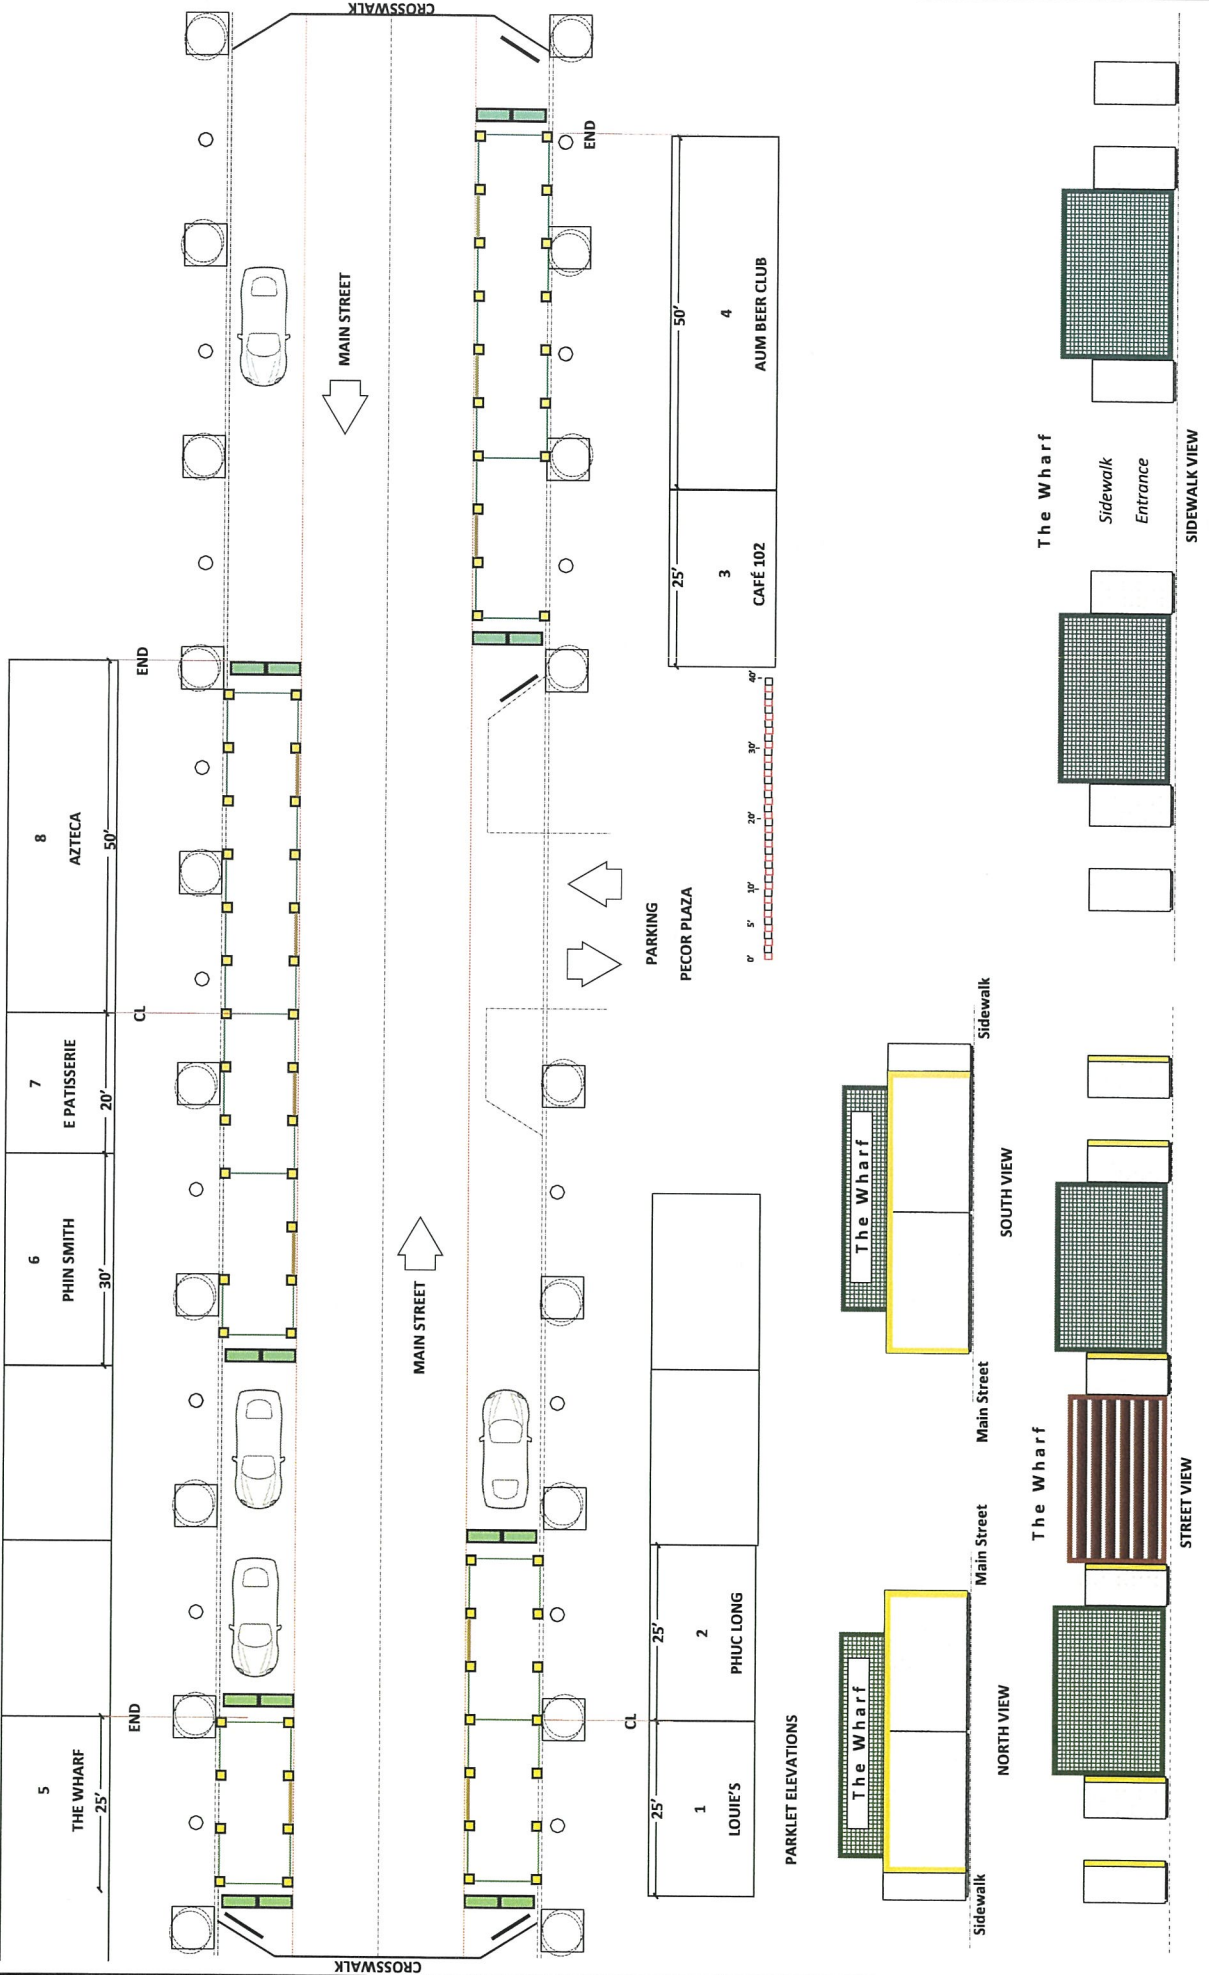 CROSSWALK
5
THE WHARF
25'
6
PHIN SMITH
30'
7
E PATISSERIE
20'
8
AZTECA
50'
END
CL
END
MAIN STREET
MAIN STREET
CROSSWALK
PARKING
PECOR PLAZA
END
CL
25'
1
LOUIE'S
25'
2
PHUC LONG
0'
5'
10'
20'
30'
40'
25'
3
CAFÉ 102
50'
4
AUM BEER CLUB
PARKLET ELEVATIONS
The Wharf
Sidewalk
Main Street
NORTH VIEW
The Wharf
Main Street
Sidewalk
SOUTH VIEW
The Wharf
STREET VIEW
The Wharf
Sidewalk
Entrance
SIDEWALK VIEW